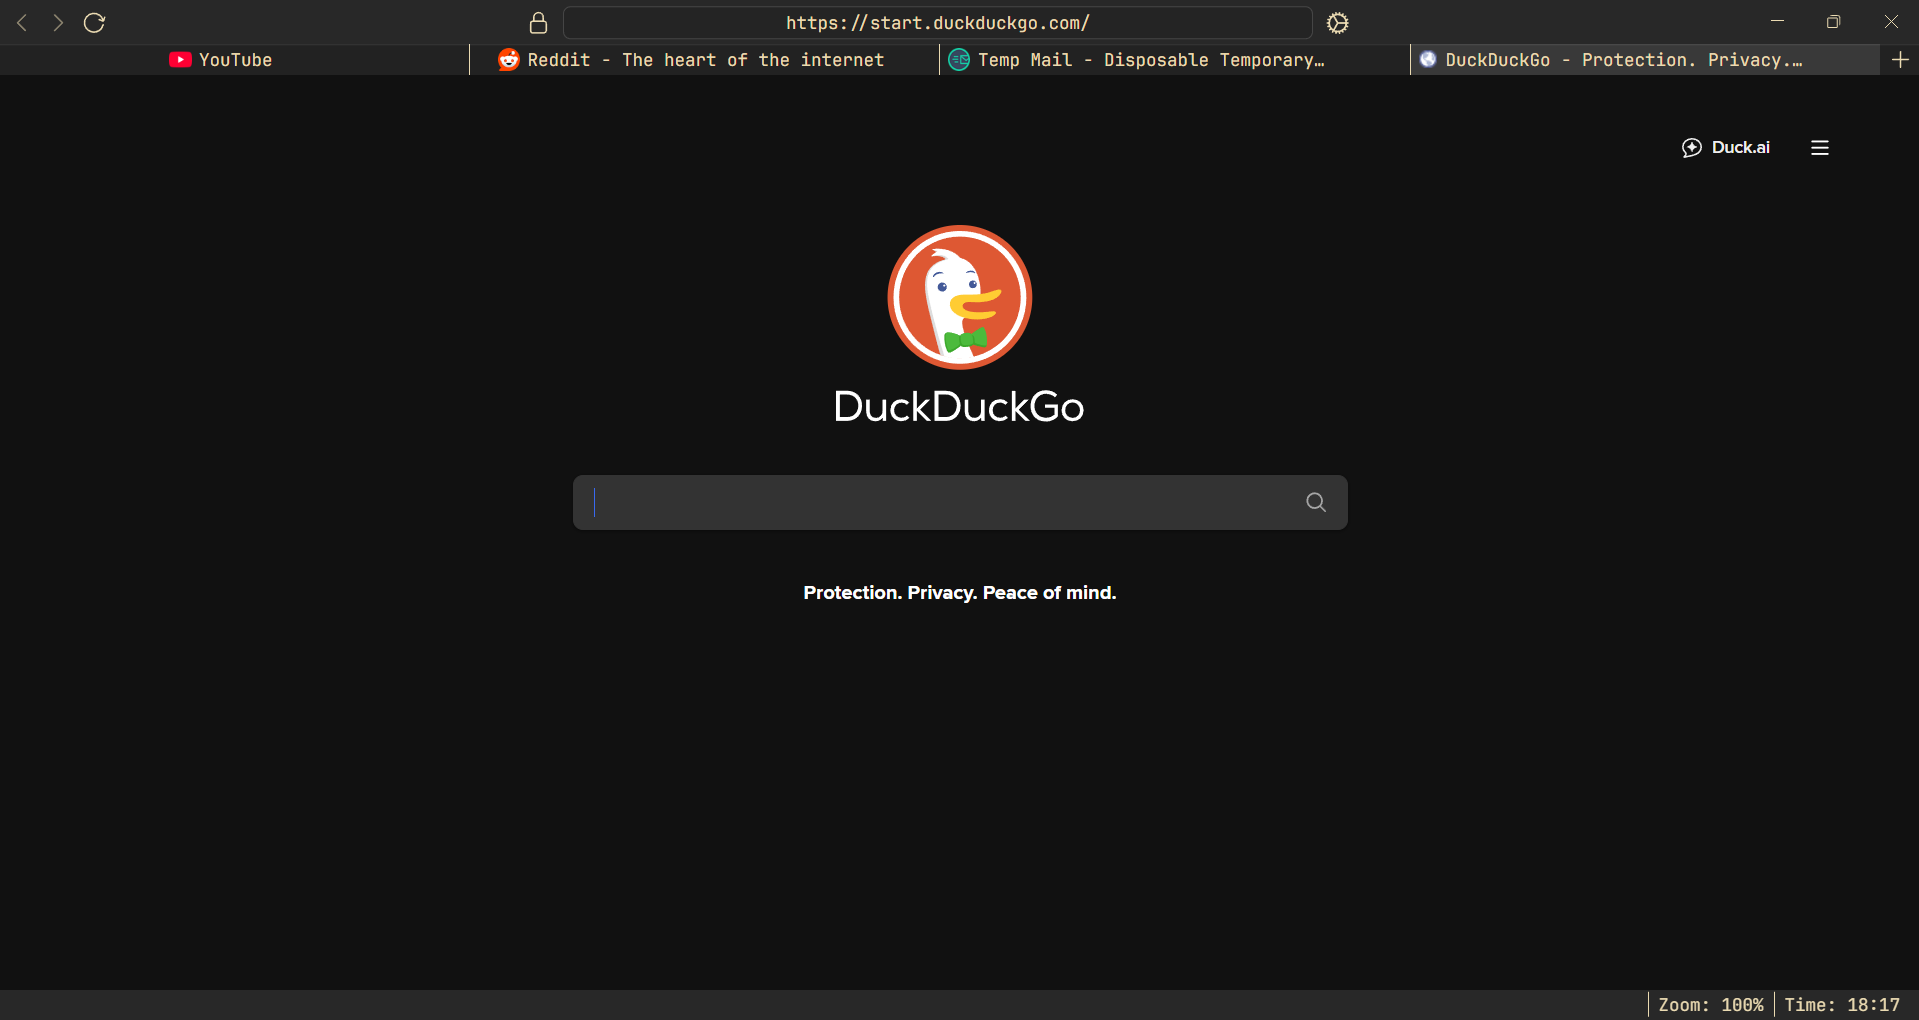 https://start.duckduckgo.com/
YouTube
Reddit - The heart of the internet
Temp Mail - Disposable Temporary…
DuckDuckGo - Protection. Privacy.…
Duck.ai
DuckDuckGo
Protection. Privacy. Peace of mind.
Zoom: 100%
Time: 18:17